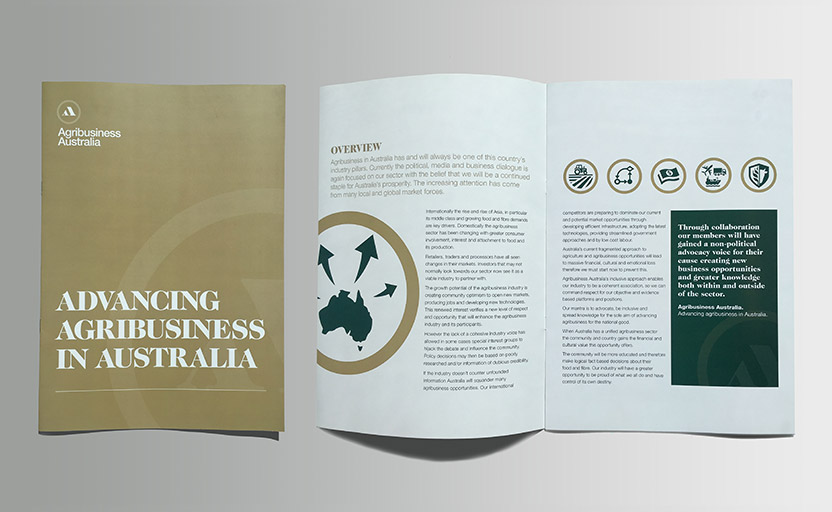 Agribusiness
Australia
ADVANCING
AGRIBUSINESS
IN AUSTRALIA
OVERVIEW
Agribusiness in Australia has and will always be one of this country's
industry pillars. Currently the political, media and business dialogue is
again focused on our sector with the belief that we will be a continued
staple for Australia's prosperity. The increasing attention has come
from many local and global market forces.
Internationally the rise and rise of Asia, in particular
its middle class and growing food and fibre demands
are key drivers. Domestically the agribusiness
sector has been changing with greater consumer
involvement, interest and attachment to food and
its production.
Retailers, traders and processors have all seen
changes in their markets. Investors that may not
normally look towards our sector now see it as a
viable industry to partner with.
The growth potential of the agribusiness industry is
creating community optimism to open new markets,
producing jobs and developing new technologies.
This renewed interest verifies a new level of respect
and opportunity that will enhance the agribusiness
industry and its participants.
However the lack of a cohesive industry voice has
allowed in some cases special interest groups to
hijack the debate and influence the community.
Policy decisions may then be based on poorly
researched and/or information of dubious credibility.
If the industry doesn't counter unfounded
information Australia will squander many
agribusiness opportunities. Our international
competitors are preparing to dominate our current
and potential market opportunities through
developing efficient infrastructure, adopting the latest
technologies, providing streamlined government
approaches and by low cost labour.
Australia's current fragmented approach to
agriculture and agribusiness opportunities will lead
to massive financial, cultural and emotional loss
therefore we must start now to prevent this.
Agribusiness Australia's inclusive approach enables
our industry to be a coherent association, so we can
command respect for our objective and evidence
based platforms and positions.
Our mantra is to advocate, be inclusive and
spread knowledge for the sole aim of advancing
agribusiness for the national good.
When Australia has a unified agribusiness sector
the community and country gains the financial and
cultural value this opportunity offers.
The community will be more educated and therefore
make logical fact based decisions about their
food and fibre. Our industry will have a greater
opportunity to be proud of what we all do and have
control of its own destiny.
Through collaboration
our members will have
gained a non-political
advocacy voice for their
cause creating new
business opportunities
and greater knowledge
both within and outside
of the sector.
Agribusiness Australia.
Advancing agribusiness in Australia.